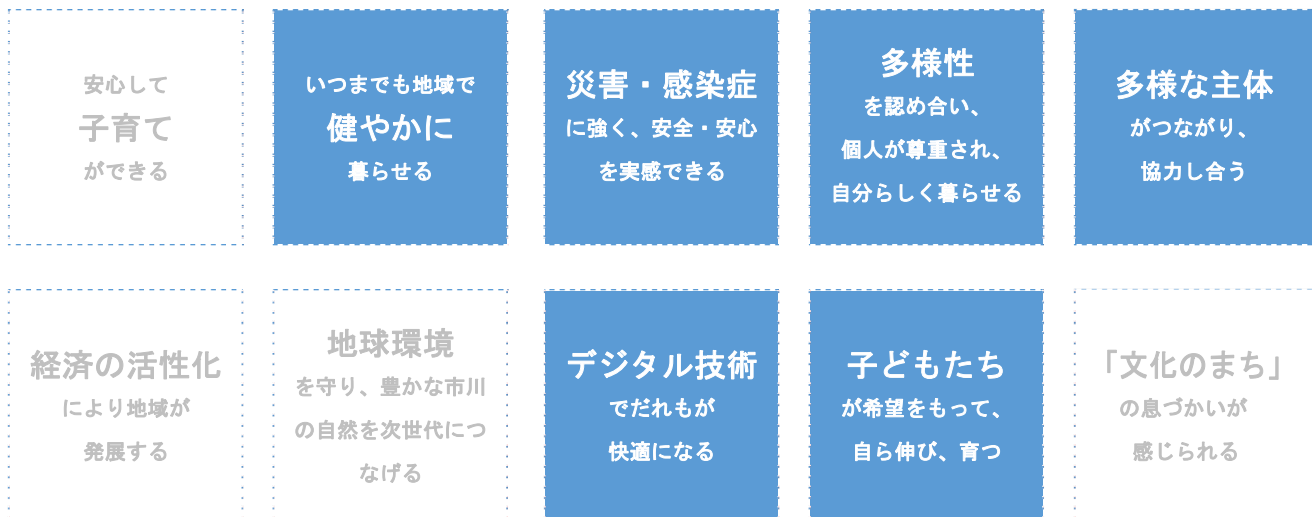 安心して
子育て
ができる
いつまでも地域で
健やかに
暮らせる
災害・感染症
に強く、安全・安心
を実感できる
多様性
を認め合い、
個人が尊重され、
自分らしく暮らせる
多様な主体
がつながり、
協力し合う
経済の活性化
により地域が
発展する
地球環境
を守り、豊かな市川
の自然を次世代につ
なげる
デジタル技術
でだれもが
快適になる
子どもたち
が希望をもって、
自ら伸び、育つ
「文化のまち」
の息づかいが
感じられる